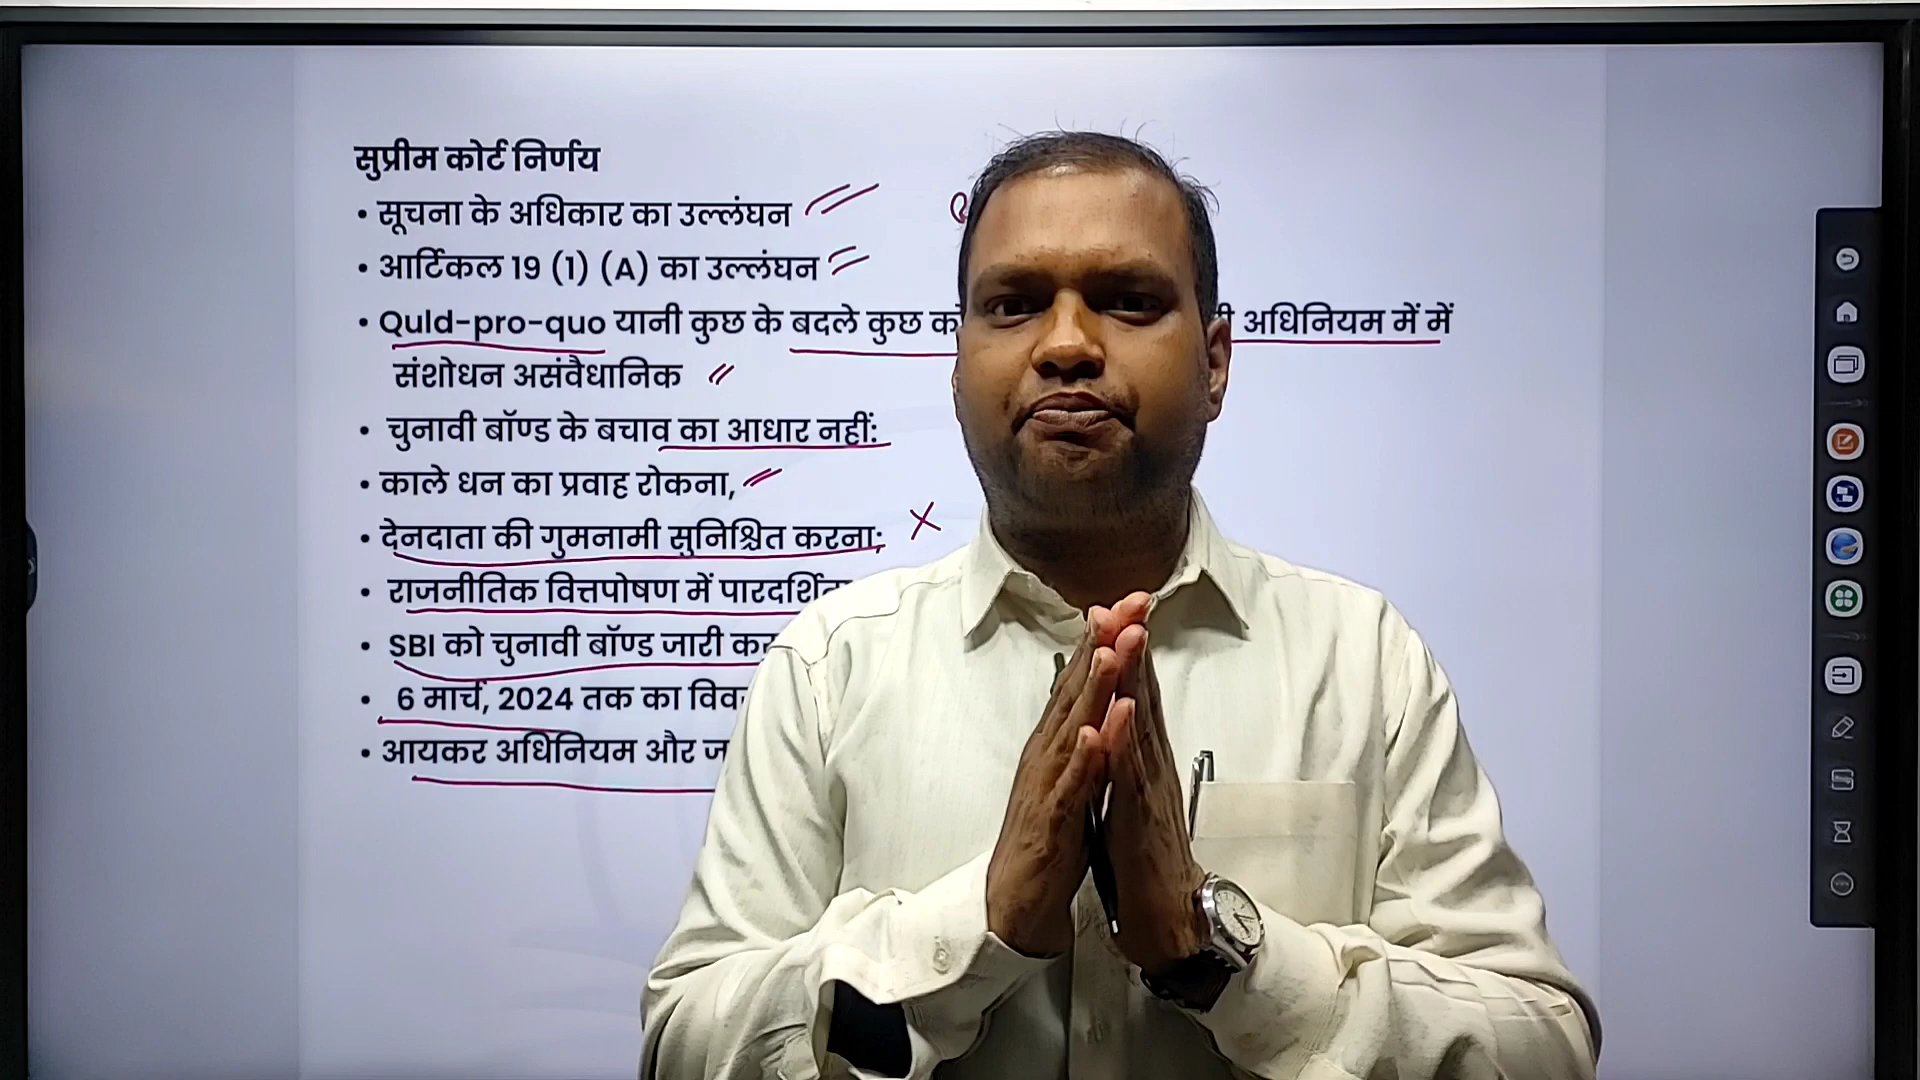 सुप्रीम कोर्ट निर्णय
• सूचना के अधिकार का उल्लंघन
• आर्टिकल 19 (1) (A) का उल्लंघन
• Quld-pro-quo यानी कुछ के बदले कुछ अधिनियम में में
संशोधन असंवैधानिक
• चुनावी बॉण्ड के बचाव का आधार नहीं:
• काले धन का प्रवाह रोकना,
• देनदाता की गुमनामी सुनिश्चित करना;
• राजनीतिक वित्तपोषण में
• SBI को चुनावी बॉण्ड जारी
• 6 मार्च, 2024 तक का
• आयकर अधिनियम और